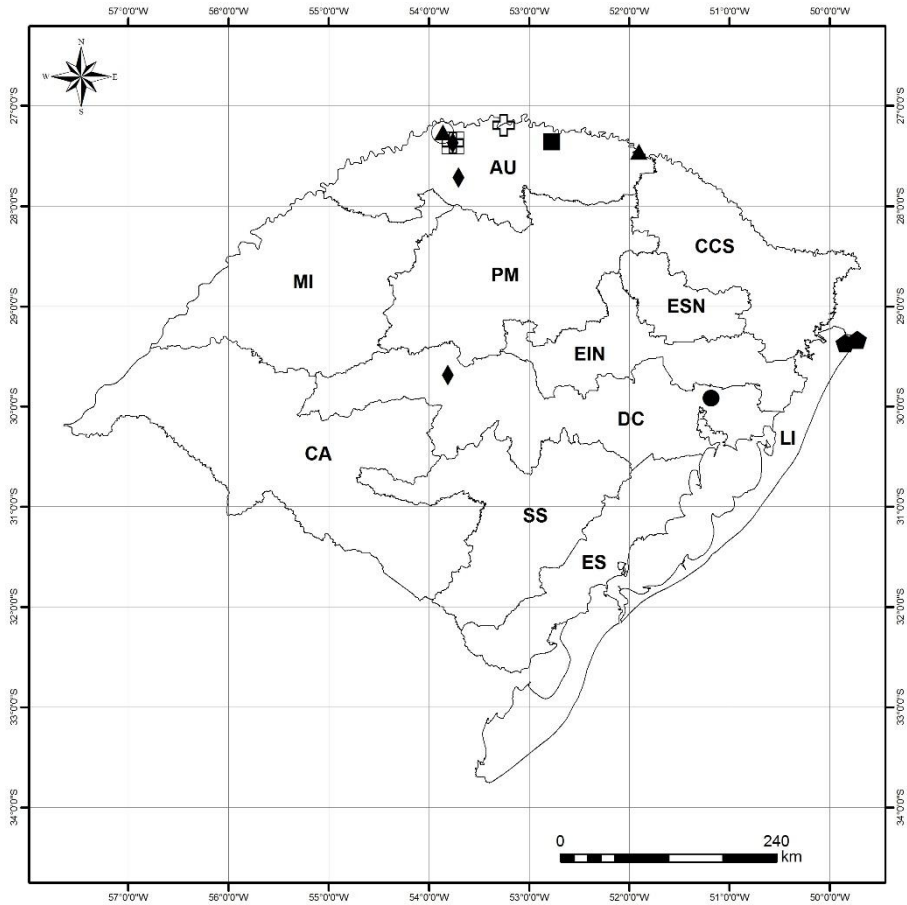 57°0'0"W 56°0'0"W 55°0'0"W 54°0'0"W 53°0'0"W 52°0'0"W 51°0'0"W 50°0'0"W
N
W E
S
27°0'0"S 27°0'0"S
AU
28°0'0"S 28°0'0"S
CCS
MI PM
29°0'0"S ESN 29°0'0"S
EIN
30°0'0"S DC 30°0'0"S
CA LI
31°0'0"S SS 31°0'0"S
ES
32°0'0"S 32°0'0"S
33°0'0"S 33°0'0"S
34°0'0"S 34°0'0"S
0 240
km
57°0'0"W 56°0'0"W 55°0'0"W 54°0'0"W 53°0'0"W 52°0'0"W 51°0'0"W 50°0'0"W